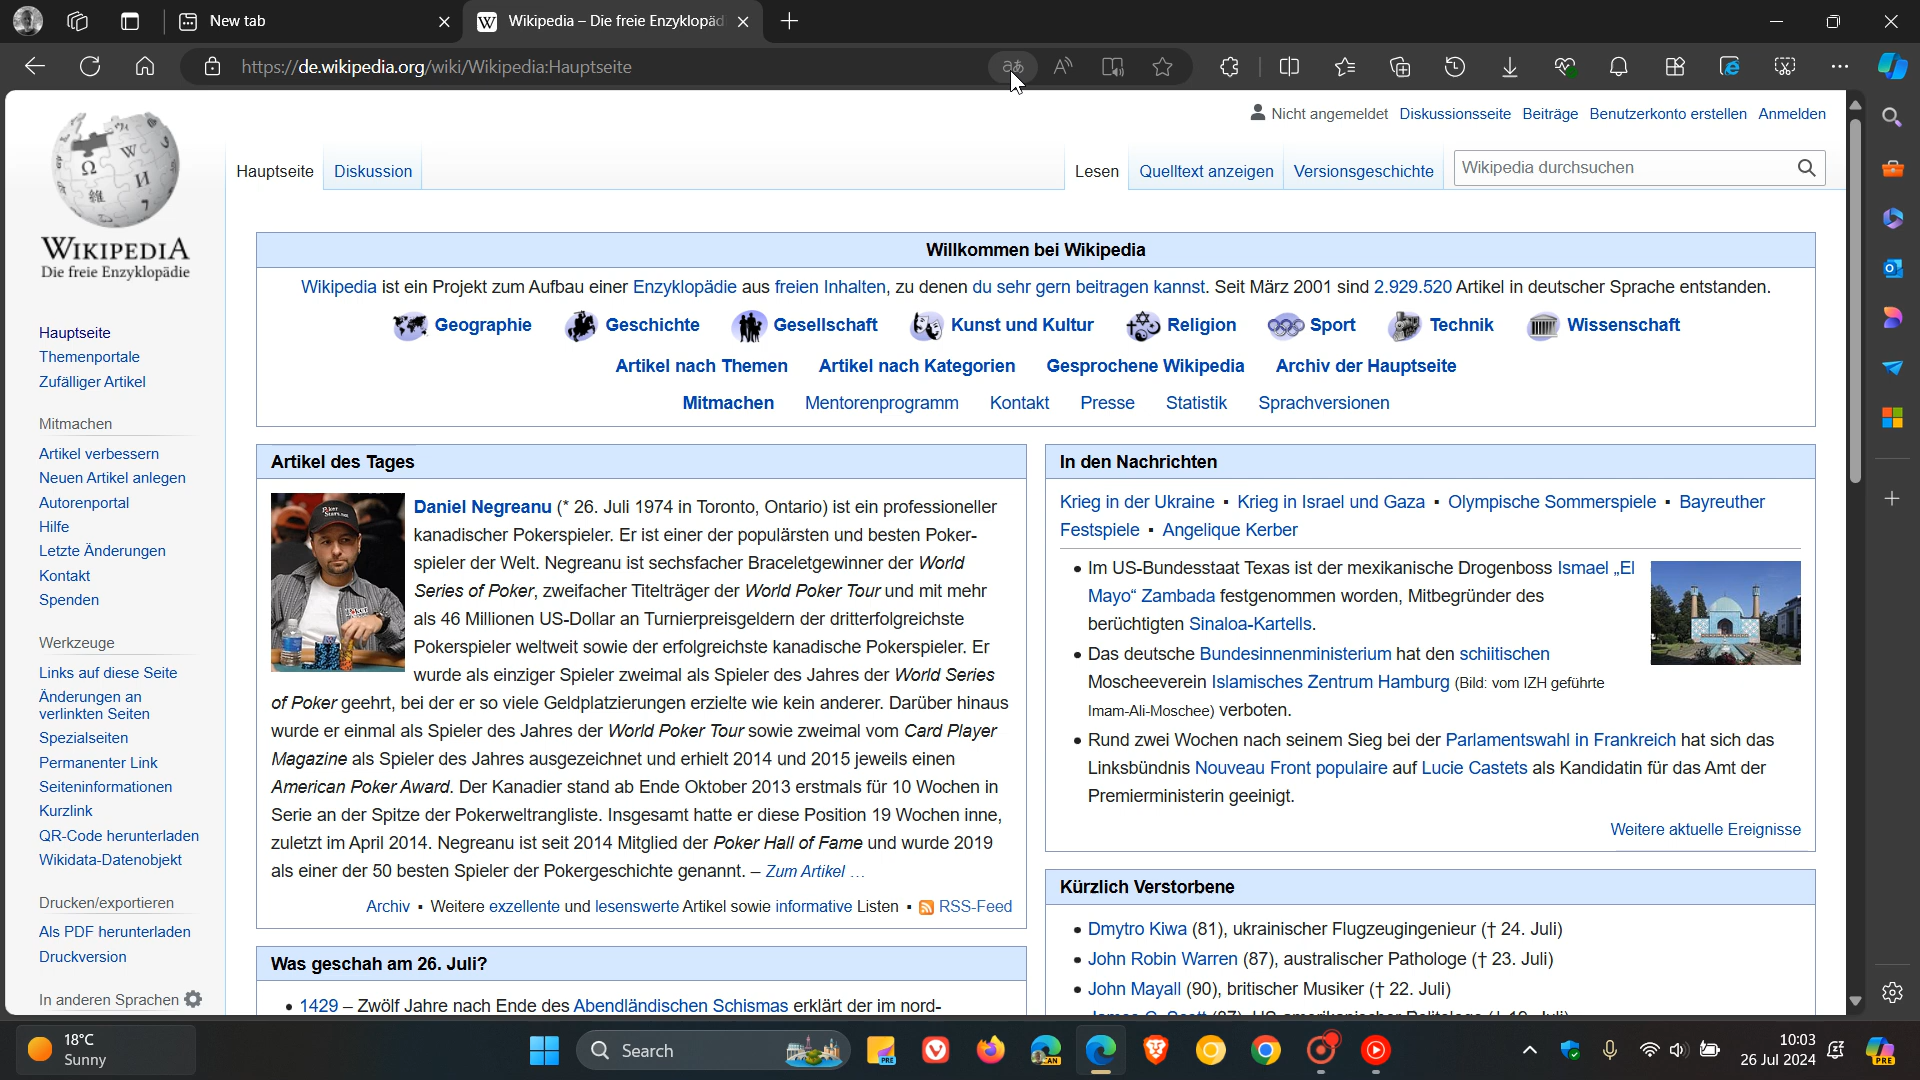 New tab
Wikipedia – Die freie Enzyklopäd
https://de.wikipedia.org/wiki/Wikipedia:Hauptseite
Nicht angemeldet Diskussionsseite Beiträge Benutzerkonto erstellen Anmelden
Hauptseite Diskussion Lesen Quelltext anzeigen Versionsgeschichte Wikipedia durchsuchen
WIKIPEDIA
Die freie Enzyklopädie
Hauptseite
Themenportale
Zufälliger Artikel
Mitmachen
Artikel verbessern
Neuen Artikel anlegen
Autorenportal
Hilfe
Letzte Änderungen
Kontakt
Spenden
Werkzeuge
Links auf diese Seite
Änderungen an
verlinkten Seiten
Spezialseiten
Permanenter Link
Seiteninformationen
Kurzlink
QR-Code herunterladen
Wikidata-Datenobjekt
Drucken/exportieren
Als PDF herunterladen
Druckversion
In anderen Sprachen
Willkommen bei Wikipedia
Wikipedia ist ein Projekt zum Aufbau einer Enzyklopädie aus freien Inhalten, zu denen du sehr gern beitragen kannst. Seit März 2001 sind 2.929.520 Artikel in deutscher Sprache entstanden.
Geographie Geschichte Gesellschaft Kunst und Kultur Religion Sport Technik Wissenschaft
Artikel nach Themen Artikel nach Kategorien Gesprochene Wikipedia Archiv der Hauptseite
Mitmachen Mentorenprogramm Kontakt Presse Statistik Sprachversionen
Artikel des Tages
Daniel Negreanu (* 26. Juli 1974 in Toronto, Ontario) ist ein professioneller
kanadischer Pokerspieler. Er ist einer der populärsten und besten Poker-
spieler der Welt. Negreanu ist sechsfacher Braceletgewinner der World
Series of Poker, zweifacher Titelträger der World Poker Tour und mit mehr
als 46 Millionen US-Dollar an Turnierpreisgeldern der dritterfolgreichste
Pokerspieler weltweit sowie der erfolgreichste kanadische Pokerspieler. Er
wurde als einziger Spieler zweimal als Spieler des Jahres der World Series
of Poker geehrt, bei der er so viele Geldplatzierungen erzielte wie kein anderer. Darüber hinaus
wurde er einmal als Spieler des Jahres der World Poker Tour sowie zweimal vom Card Player
Magazine als Spieler des Jahres ausgezeichnet und erhielt 2014 und 2015 jeweils einen
American Poker Award. Der Kanadier stand ab Ende Oktober 2013 erstmals für 10 Wochen in
Serie an der Spitze der Pokerweltrangliste. Insgesamt hatte er diese Position 19 Wochen inne,
zuletzt im April 2014. Negreanu ist seit 2014 Mitglied der Poker Hall of Fame und wurde 2019
als einer der 50 besten Spieler der Pokergeschichte genannt. – Zum Artikel …
Archiv ▪ Weitere exzellente und lesenswerte Artikel sowie informative Listen ▪ RSS-Feed
Was geschah am 26. Juli?
• 1429 – Zwölf Jahre nach Ende des Abendländischen Schismas erklärt der im nord-
In den Nachrichten
Krieg in der Ukraine ▪ Krieg in Israel und Gaza ▪ Olympische Sommerspiele ▪ Bayreuther
Festspiele ▪ Angelique Kerber
• Im US-Bundesstaat Texas ist der mexikanische Drogenboss Ismael „El
Mayo“ Zambada festgenommen worden, Mitbegründer des
berüchtigten Sinaloa-Kartells.
• Das deutsche Bundesinnenministerium hat den schiitischen
Moscheeverein Islamisches Zentrum Hamburg (Bild: vom IZH geführte
Imam-Ali-Moschee) verboten.
• Rund zwei Wochen nach seinem Sieg bei der Parlamentswahl in Frankreich hat sich das
Linksbündnis Nouveau Front populaire auf Lucie Castets als Kandidatin für das Amt der
Premierministerin geeinigt.
Weitere aktuelle Ereignisse
Kürzlich Verstorbene
• Dmytro Kiwa (81), ukrainischer Flugzeugingenieur († 24. Juli)
• John Robin Warren (87), australischer Pathologe († 23. Juli)
• John Mayall (90), britischer Musiker († 22. Juli)
18°C
Sunny
Search
10:03
26 Jul 2024